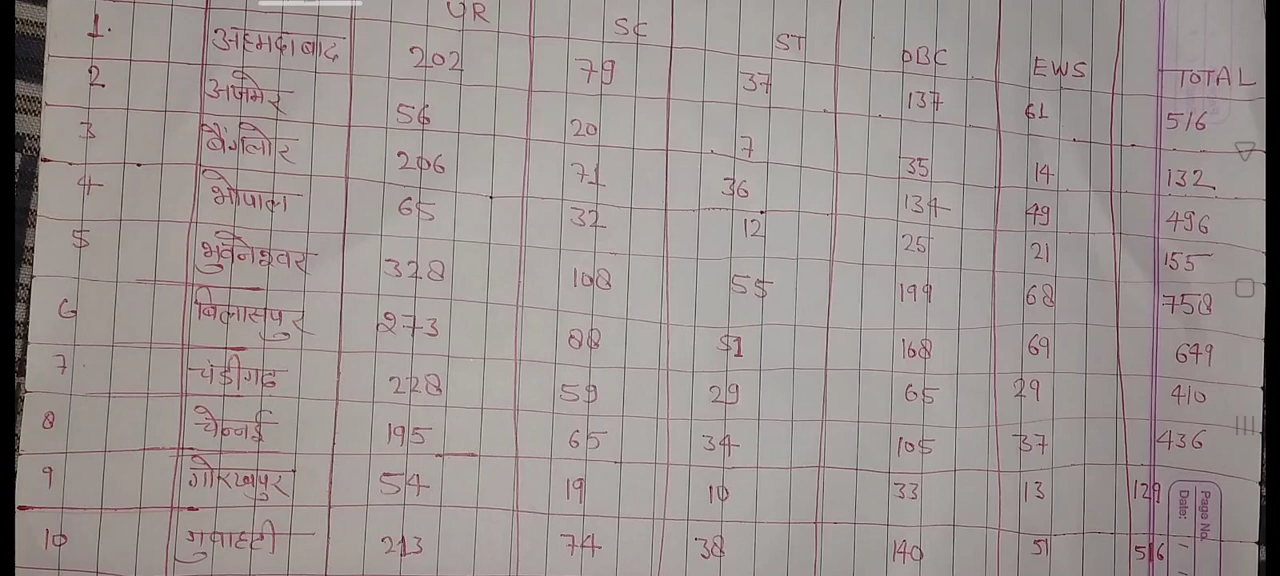 UR SC ST OBC EWS TOTAL
1. अहमदाबाद 202 79 37 137 61 516
2 अजमेर 56 20 7 35 14 132
3 बैंगलोर 206 71 36 134 49 496
4 भोपाल 65 32 12 25 21 155
5 भुवनेश्वर 328 108 55 199 68 758
6 बिलासपुर 273 88 51 168 69 649
7 चंडीगढ 228 59 29 65 29 410
8 चेन्नई 195 65 34 105 37 436
9 गोरखपुर 54 19 10 33 13 129
10 गुवाहटी 213 74 38 140 51 516
Page No.
Date: